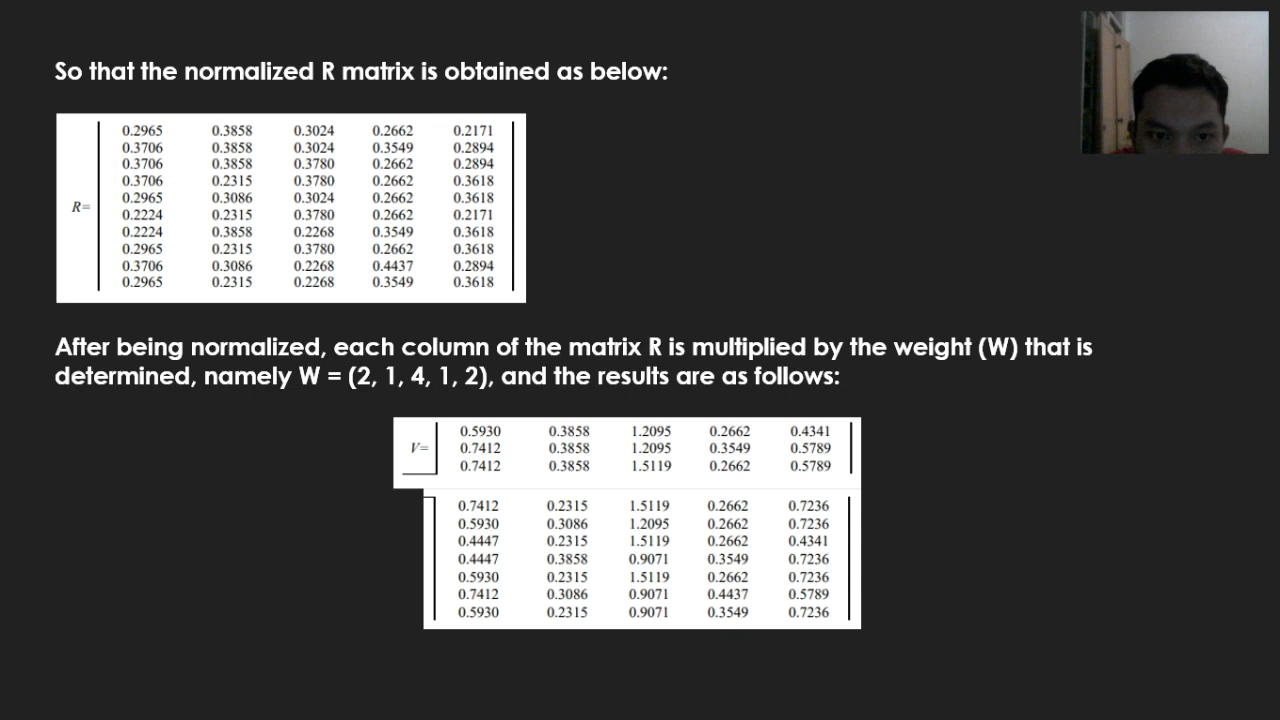 So that the normalized R matrix is obtained as below:
0.2965 0.3858 0.3024 0.2662 0.2171
0.3706 0.3858 0.3024 0.3549 0.2894
0.3706 0.3858 0.3780 0.2662 0.2894
0.3706 0.2315 0.3780 0.2662 0.3618
0.2965 0.3086 0.3024 0.2662 0.3618
R=
0.2224 0.2315 0.3780 0.2662 0.2171
0.2224 0.3858 0.2268 0.3549 0.3618
0.2965 0.2315 0.3780 0.2662 0.3618
0.3706 0.3086 0.2268 0.4437 0.2894
0.2965 0.2315 0.2268 0.3549 0.3618
After being normalized, each column of the matrix R is multiplied by the weight (W) that is
determined, namely W = (2, 1, 4, 1, 2), and the results are as follows:
0.5930 0.3858 1.2095 0.2662 0.4341
V= 0.7412 0.3858 1.2095 0.3549 0.5789
0.7412 0.3858 1.5119 0.2662 0.5789
0.7412 0.2315 1.5119 0.2662 0.7236
0.5930 0.3086 1.2095 0.2662 0.7236
0.4447 0.2315 1.5119 0.2662 0.4341
0.4447 0.3858 0.9071 0.3549 0.7236
0.5930 0.2315 1.5119 0.2662 0.7236
0.7412 0.3086 0.9071 0.4437 0.5789
0.5930 0.2315 0.9071 0.3549 0.7236